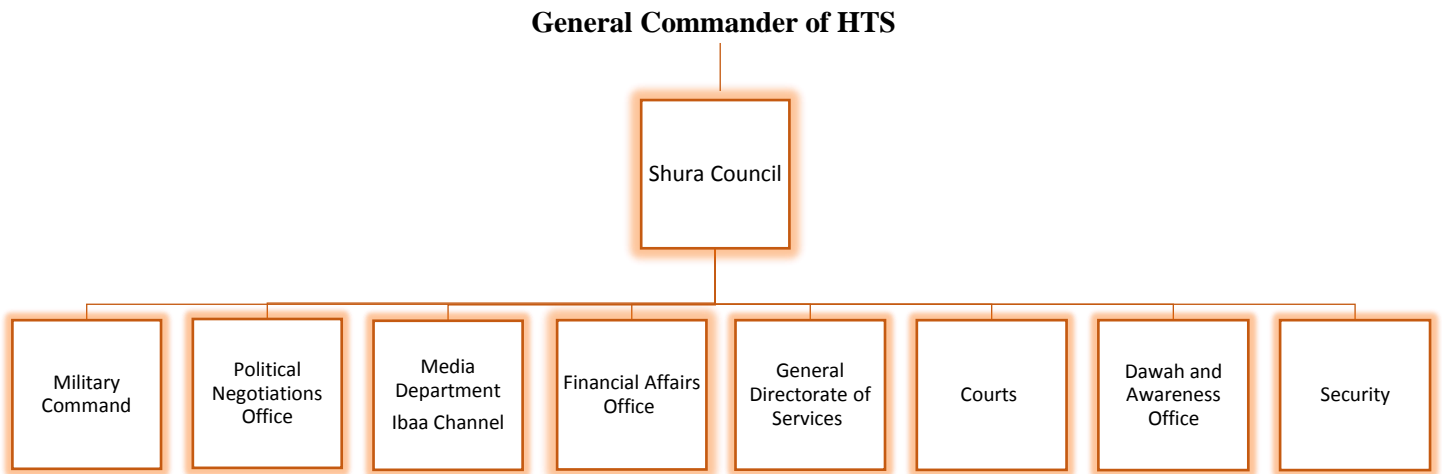 General Commander of HTS
Shura Council
Military
Command
Political
Negotiations
Office
Media
Department
Ibaa Channel
Financial Affairs
Office
General
Directorate of
Services
Courts
Dawah and
Awareness
Office
Security